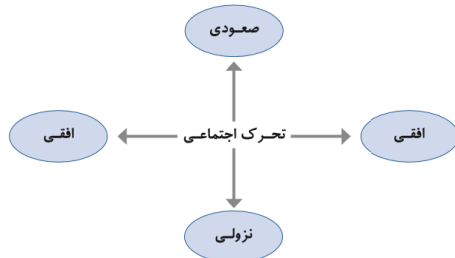 صعودی
افقی
تحرک اجتماعی
افقی
نزولی